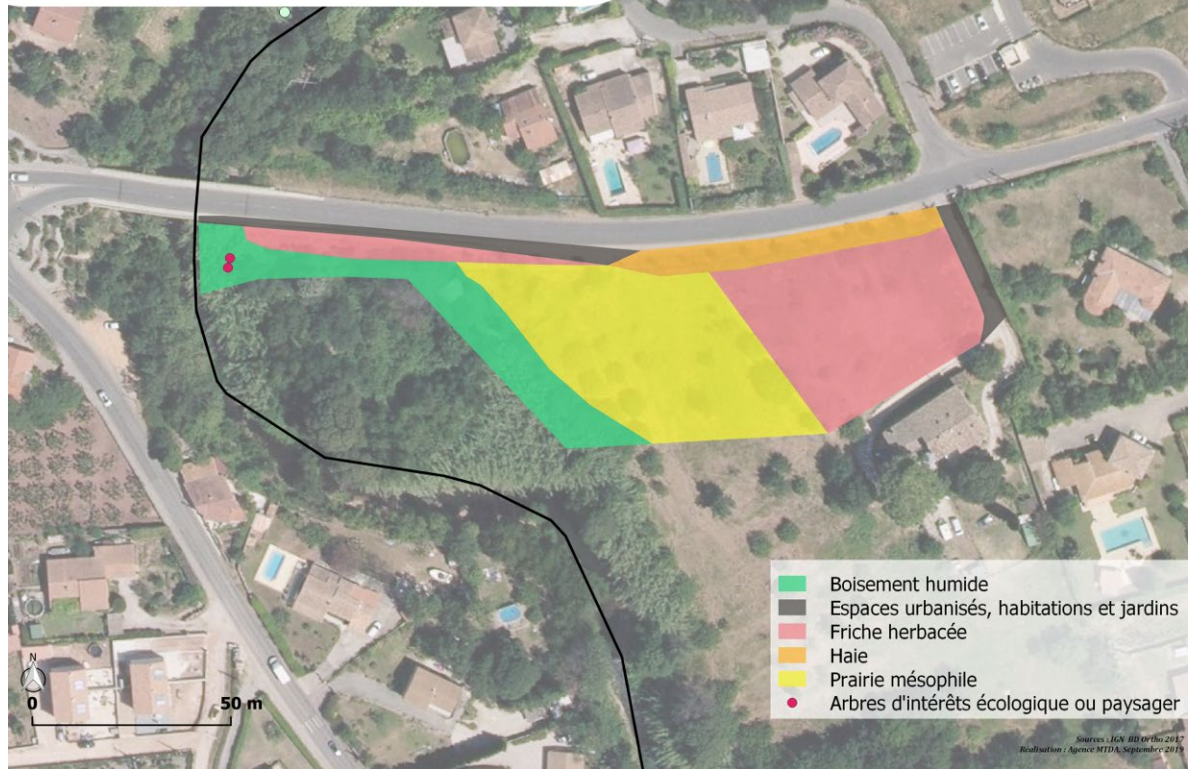 Boisement humide
Espaces urbanisés, habitations et jardins
Friche herbacée
Haie
Prairie mésophile
Arbres d'intérêts écologique ou paysager
N
0 50 m
Sources : IGN BD Ortho 2017
Réalisation : Agence MTDA, Septembre 2019